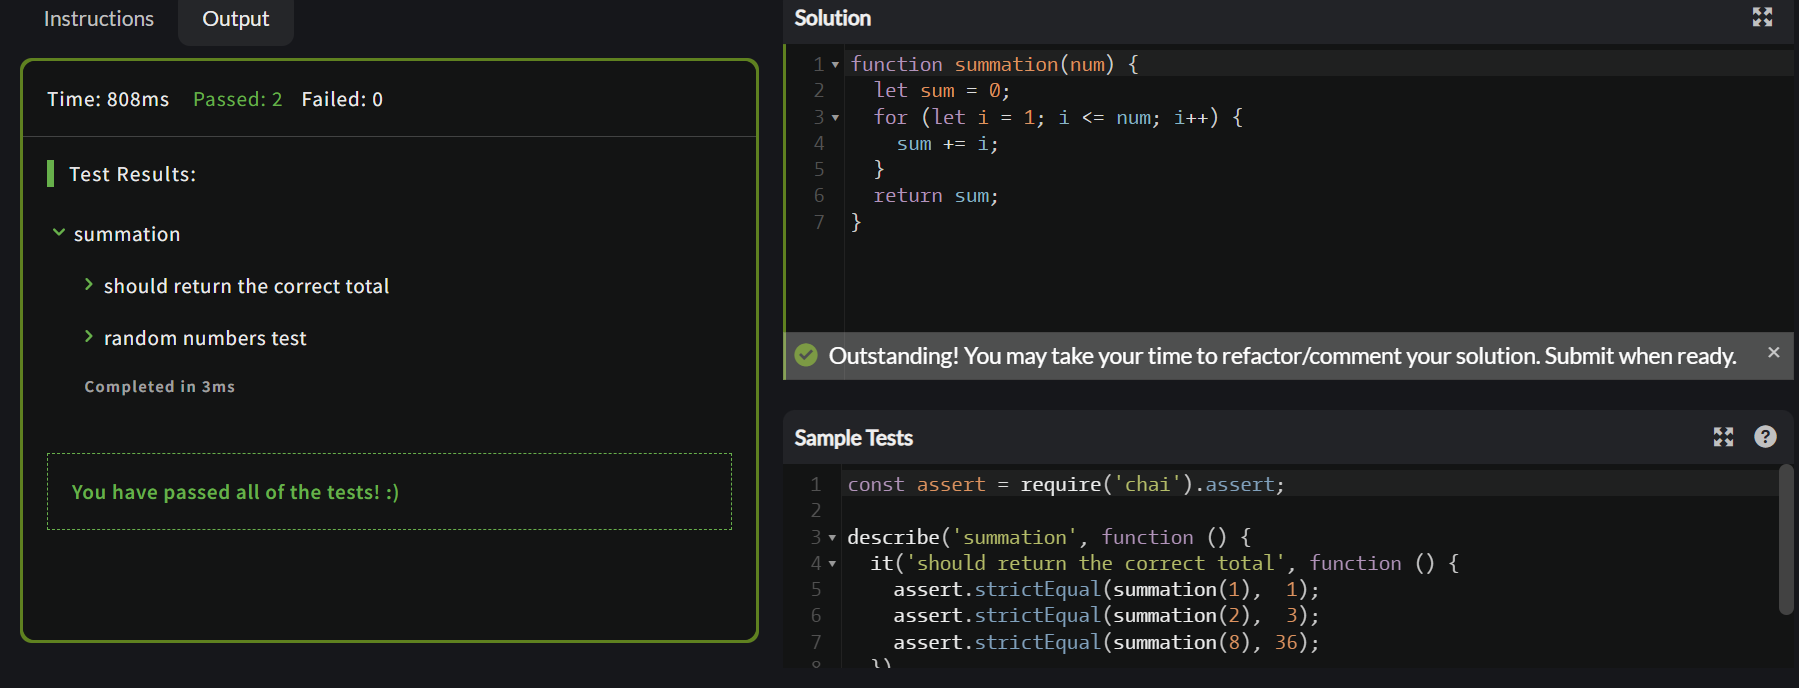 Instructions
Output
Time: 808ms Passed: 2 Failed: 0
Test Results:
summation
should return the correct total
random numbers test
Completed in 3ms
You have passed all of the tests! :)
Solution
1 function summation(num) {
2   let sum = 0;
3   for (let i = 1; i <= num; i++) {
4     sum += i;
5   }
6   return sum;
7 }
Outstanding! You may take your time to refactor/comment your solution. Submit when ready.
Sample Tests
1 const assert = require('chai').assert;
2
3 describe('summation', function () {
4   it('should return the correct total', function () {
5     assert.strictEqual(summation(1),  1);
6     assert.strictEqual(summation(2),  3);
7     assert.strictEqual(summation(8), 36);
8   })